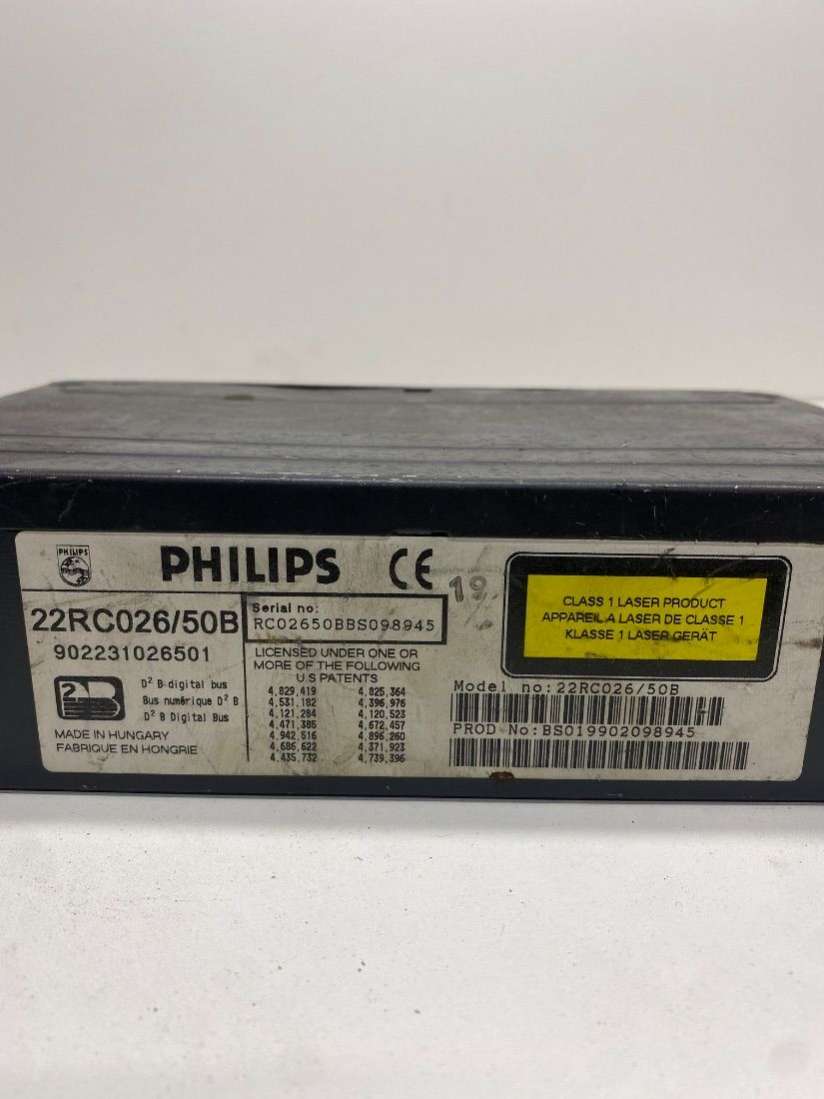 PHILIPS
PHILIPS CE
19
22RC026/50B
902231026501
Serial no:
RC02650BBS098945
CLASS 1 LASER PRODUCT
APPAREIL A LASER DE CLASSE 1
KLASSE 1 LASER GERÄT
2B
D² B digital bus
Bus numérique D² B
D² B Digital Bus
MADE IN HUNGARY
FABRIQUE EN HONGRIE
LICENSED UNDER ONE OR
MORE OF THE FOLLOWING
U S PATENTS
4,829,419 4,825,364
4,531,182 4,396,976
4,121,284 4,120,523
4,471,385 4,672,457
4,942,516 4,896,260
4,686,622 4,371,923
4,435,732 4,739,396
Model no:22RC026/50B
PROD No:BS019902098945